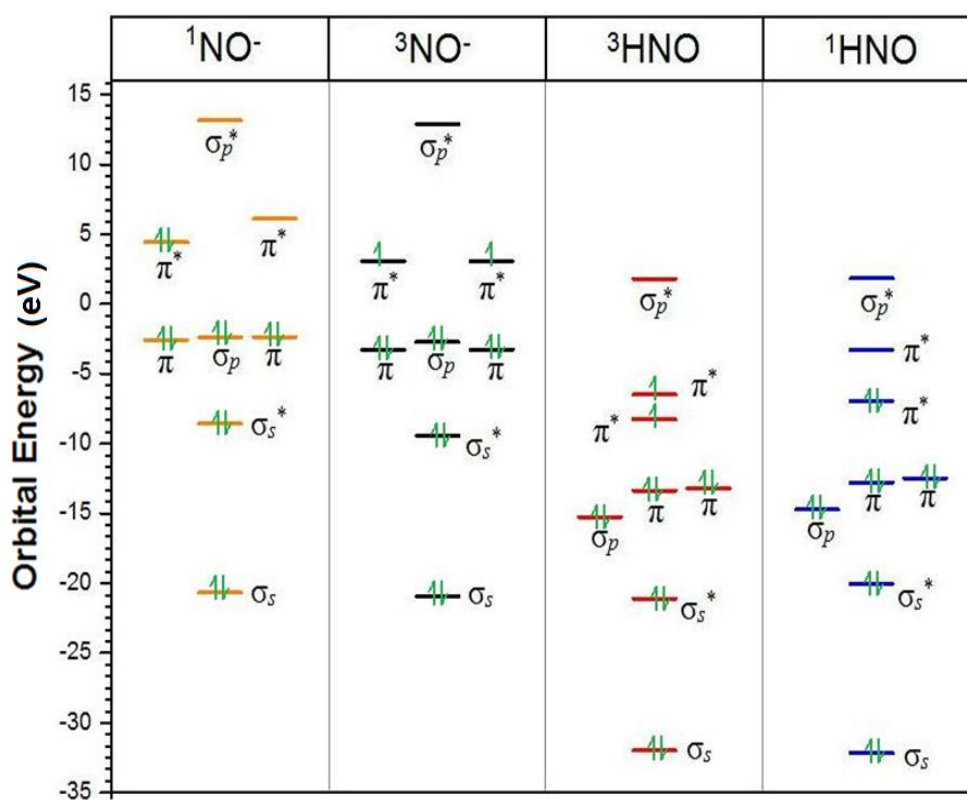 ¹NO⁻ ³NO⁻ ³HNO ¹HNO
Orbital Energy (eV)
15
10
5
0
-5
-10
-15
-20
-25
-30
-35
σₚ*
π*
π*
π σₚ π
σₛ*
σₛ
σₚ*
π* π*
π σₚ π
σₛ*
σₛ
σₚ*
π*
π*
π π
σₚ
σₛ*
σₛ
σₚ*
π*
π*
π π
σₚ
σₛ*
σₛ